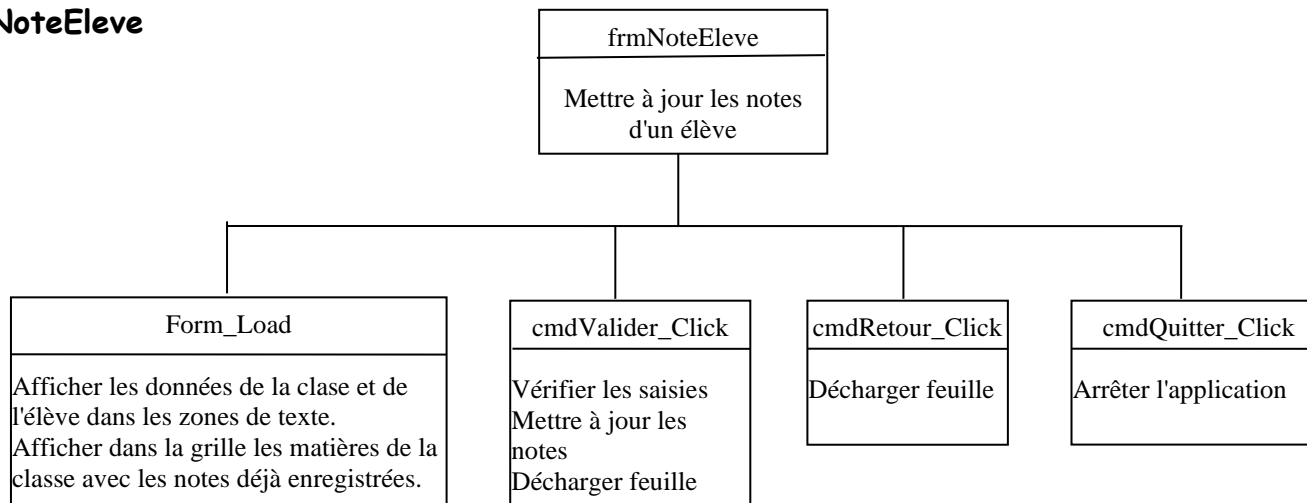 NoteEleve
frmNoteEleve
Mettre à jour les notes
d'un élève
Form_Load
Afficher les données de la clase et de
l'élève dans les zones de texte.
Afficher dans la grille les matières de la
classe avec les notes déjà enregistrées.
cmdValider_Click
Vérifier les saisies
Mettre à jour les
notes
Décharger feuille
cmdRetour_Click
Décharger feuille
cmdQuitter_Click
Arrêter l'application